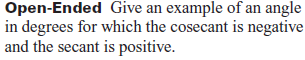 Open-Ended Give an example of an angle
in degrees for which the cosecant is negative
and the secant is positive.